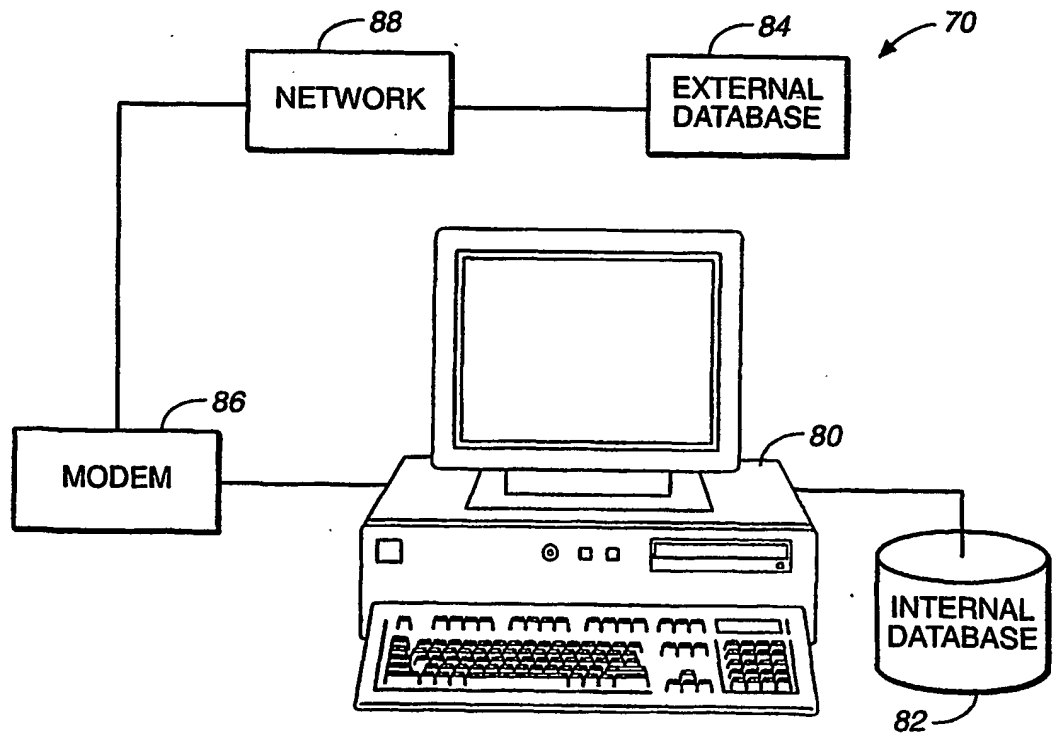 88
84
70
NETWORK
EXTERNAL
DATABASE
86
80
MODEM
INTERNAL
DATABASE
82